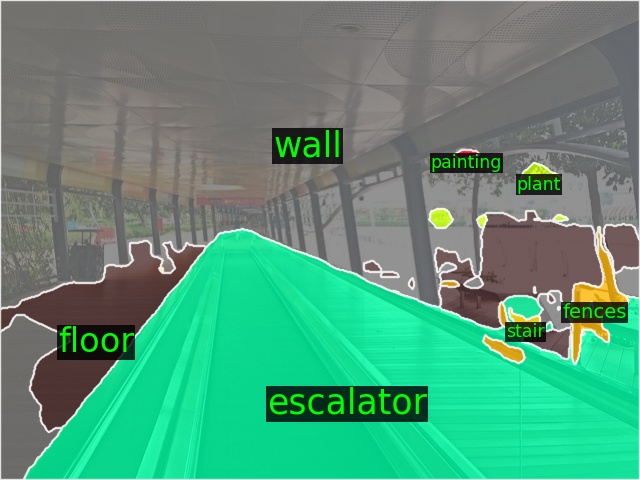 wall
painting
plant
fences
stair
floor
escalator